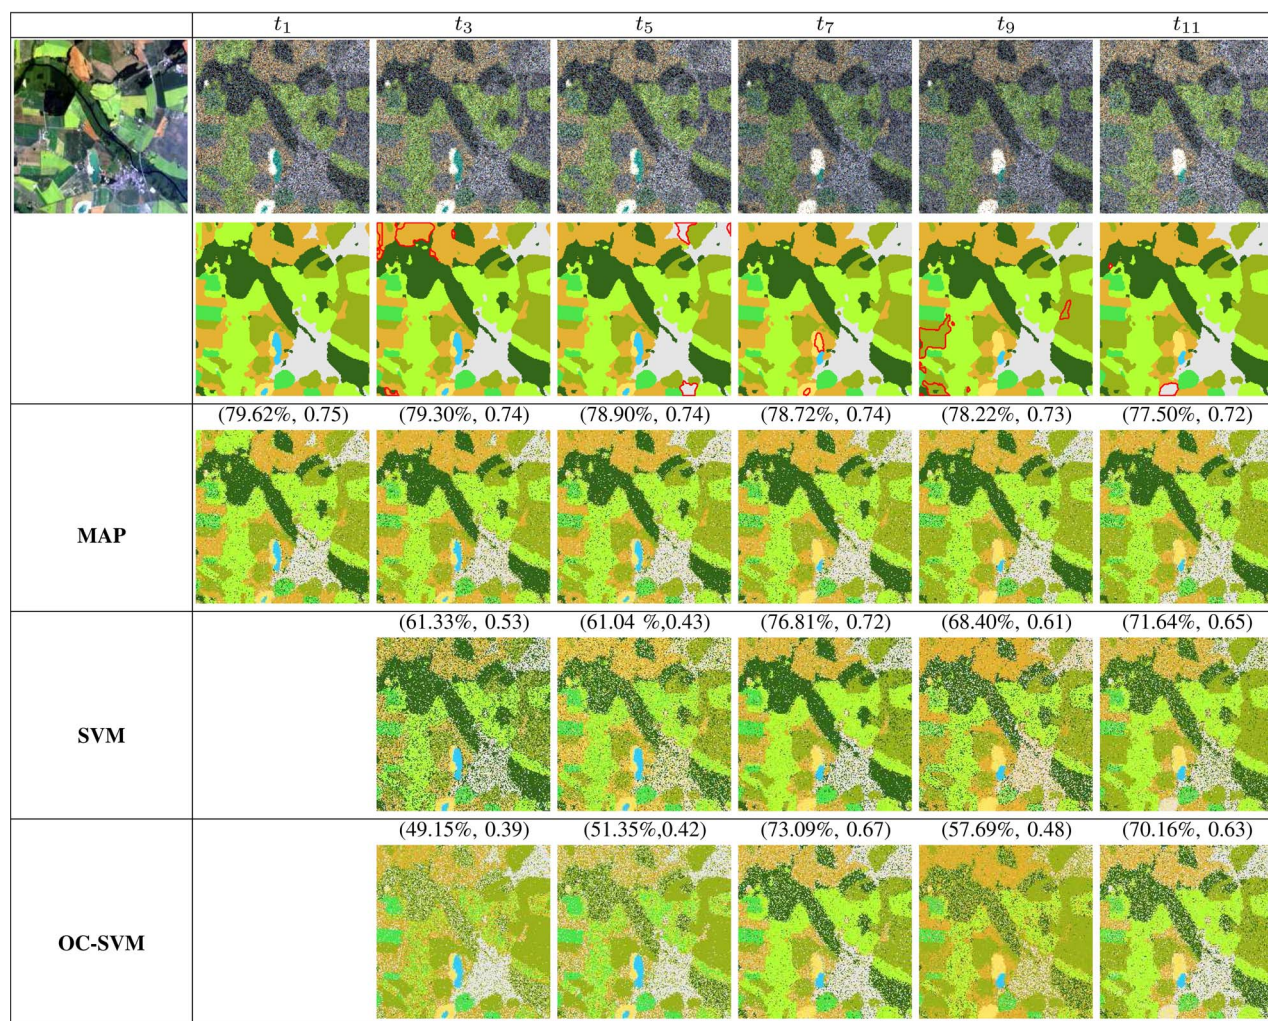 t₁ t₃ t₅ t₇ t₉ t₁₁
(79.62%, 0.75) (79.30%, 0.74) (78.90%, 0.74) (78.72%, 0.74) (78.22%, 0.73) (77.50%, 0.72)
MAP
(61.33%, 0.53) (61.04 %,0.43) (76.81%, 0.72) (68.40%, 0.61) (71.64%, 0.65)
SVM
(49.15%, 0.39) (51.35%,0.42) (73.09%, 0.67) (57.69%, 0.48) (70.16%, 0.63)
OC-SVM